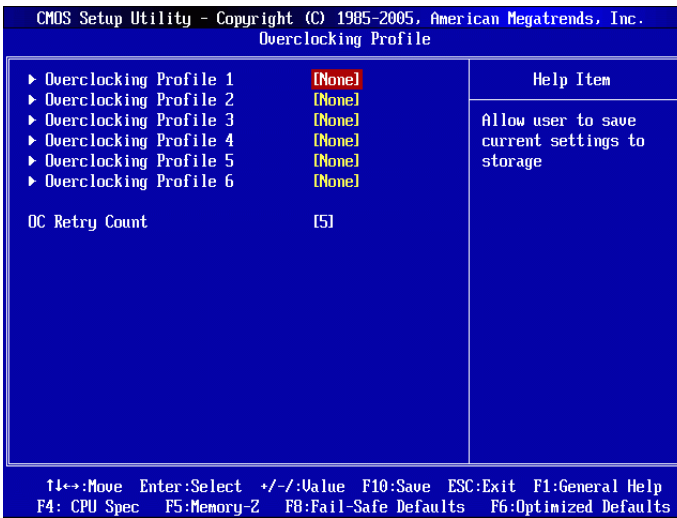 CMOS Setup Utility - Copyright (C) 1985-2005, American Megatrends, Inc.
Overclocking Profile
▶ Overclocking Profile 1 [None]
▶ Overclocking Profile 2 [None]
▶ Overclocking Profile 3 [None]
▶ Overclocking Profile 4 [None]
▶ Overclocking Profile 5 [None]
▶ Overclocking Profile 6 [None]
OC Retry Count [5]
Help Item
Allow user to save
current settings to
storage
↑↓←→:Move Enter:Select +/-/:Value F10:Save ESC:Exit F1:General Help
F4: CPU Spec F5:Memory-Z F8:Fail-Safe Defaults F6:Optimized Defaults